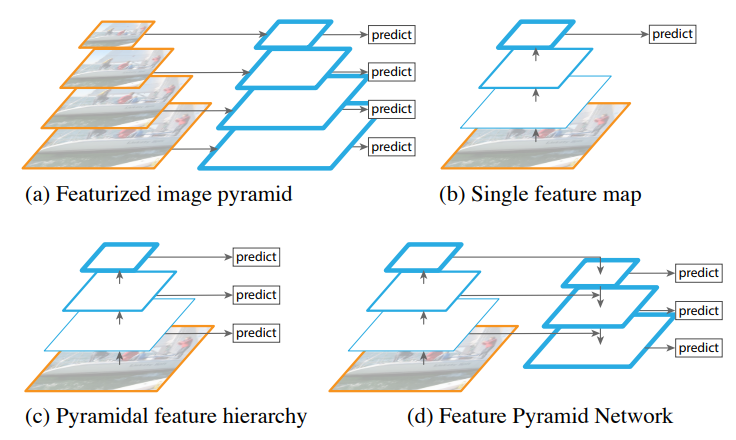 predict
predict
predict
predict
predict
(a) Featurized image pyramid
(b) Single feature map
predict
predict
predict
predict
predict
predict
(c) Pyramidal feature hierarchy
(d) Feature Pyramid Network